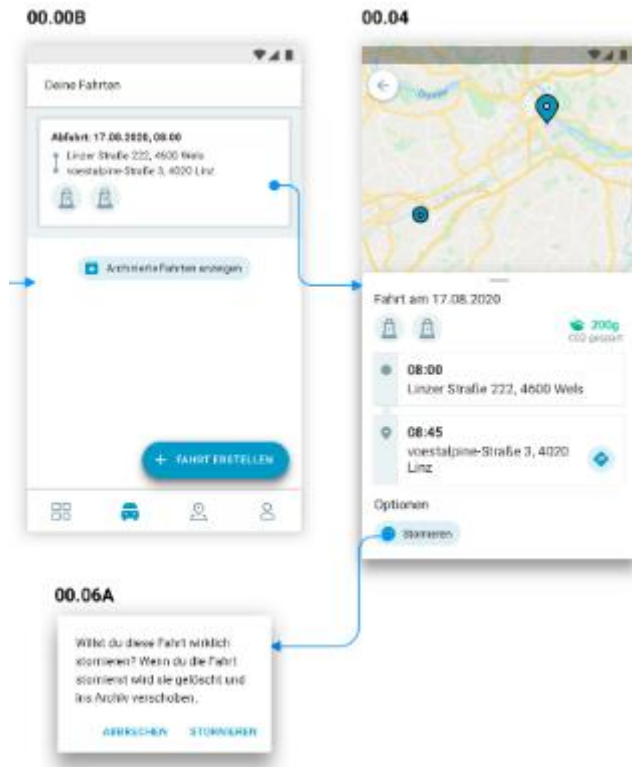 00.00B
Deine Fahrten
Abfahrt: 17.08.2020, 08:00
Linzer Straße 222, 4600 Wels
voestalpine-Straße 3, 4020 Linz
Archivierte Fahrten anzeigen
+ FAHRT ERSTELLEN
00.04
Fahrt am 17.08.2020
200g
CO2 gespart
08:00
Linzer Straße 222, 4600 Wels
08:45
voestalpine-Straße 3, 4020
Linz
Optionen
Stornieren
00.06A
Willst du diese Fahrt wirklich
stornieren? Wenn du die Fahrt
stornierst wird sie gelöscht und
ins Archiv verschoben.
ABBRECHEN STORNIEREN